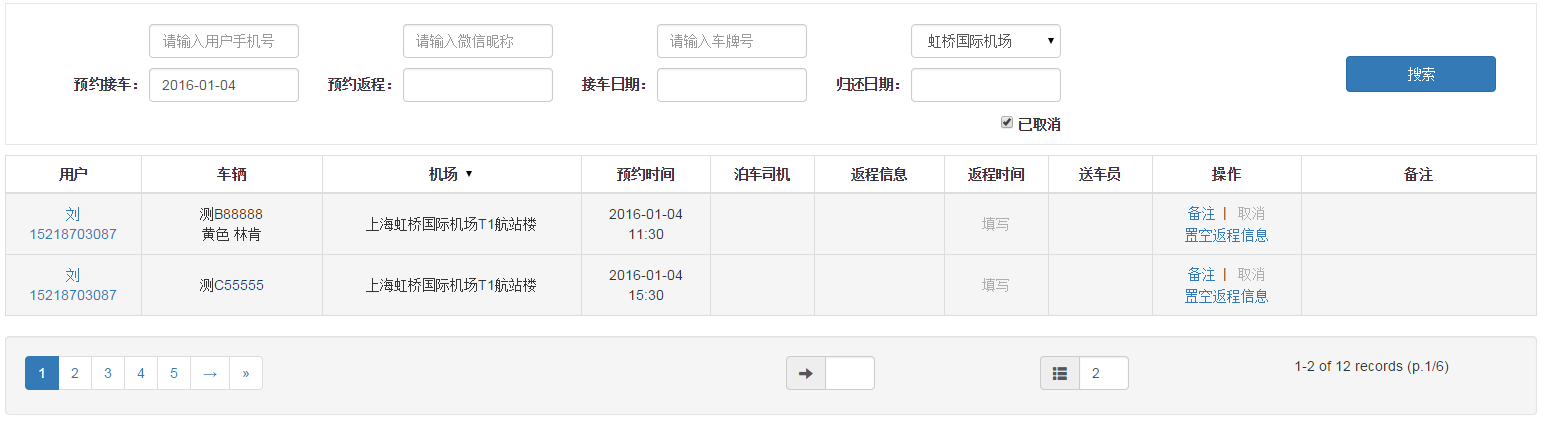 请输入用户手机号 请输入微信昵称 请输入车牌号 虹桥国际机场 ▼
搜索
预约接车： 2016-01-04 预约返程： 接车日期： 归还日期：
已取消
用户 车辆 机场 ▼ 预约时间 泊车司机 返程信息 返程时间 送车员 操作 备注
刘 测B88888 2016-01-04 备注 | 取消
上海虹桥国际机场T1航站楼 填写
15218703087 黄色 林肯 11:30 置空返程信息
刘 2016-01-04 备注 | 取消
测C55555 上海虹桥国际机场T1航站楼 填写
15218703087 15:30 置空返程信息
1 2 3 4 5 → » 2 1-2 of 12 records (p.1/6)